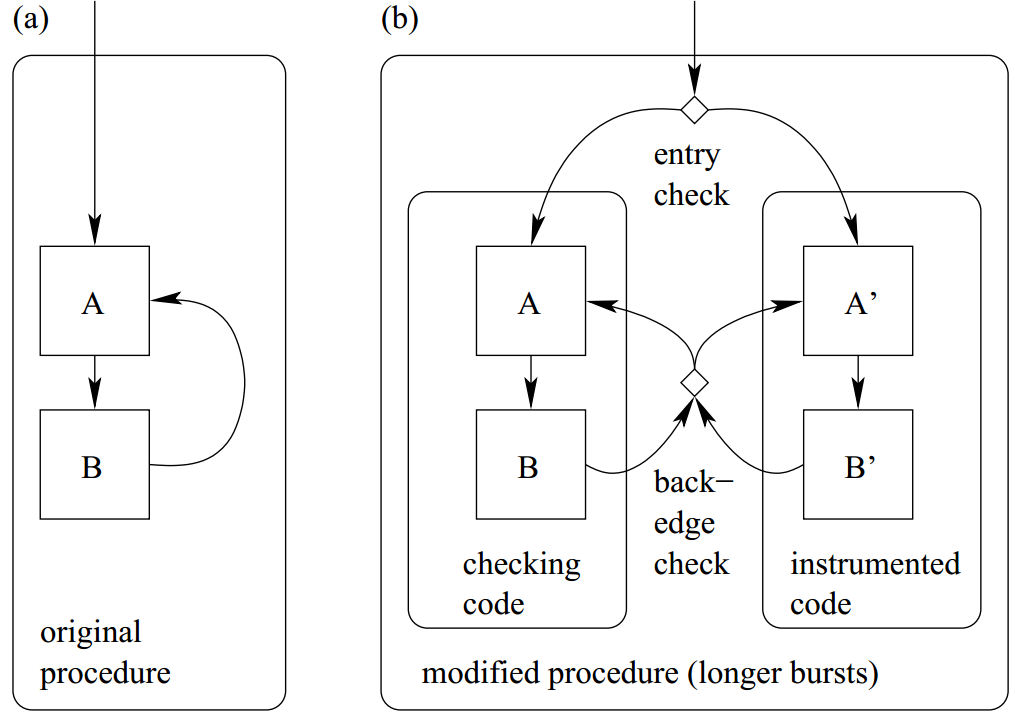 (a)
A
B
original
procedure
(b)
entry
check
A
A’
B
B’
back−
edge
check
checking
code
instrumented
code
modified procedure (longer bursts)